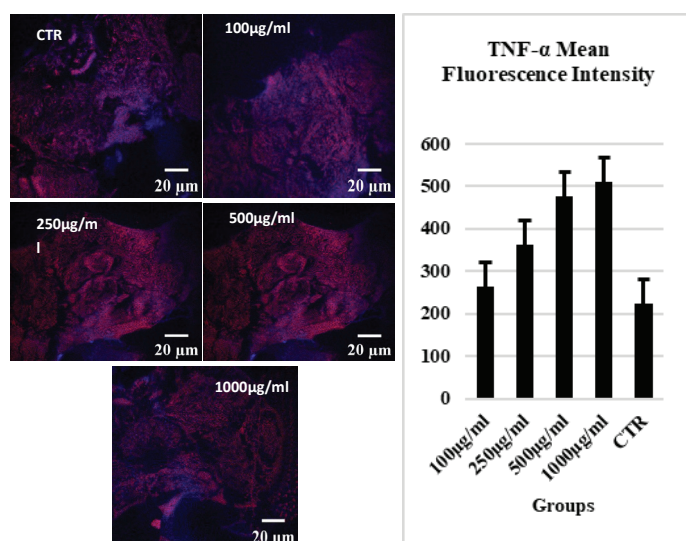 CTR
20 µm
100µg/ml
20 µm
250µg/m
l
20 µm
500µg/ml
20 µm
1000µg/ml
20 µm
TNF-α Mean
Fluorescence Intensity
600
500
400
300
200
100
0
100µg/ml
250µg/ml
500µg/ml
1000µg/ml
CTR
Groups